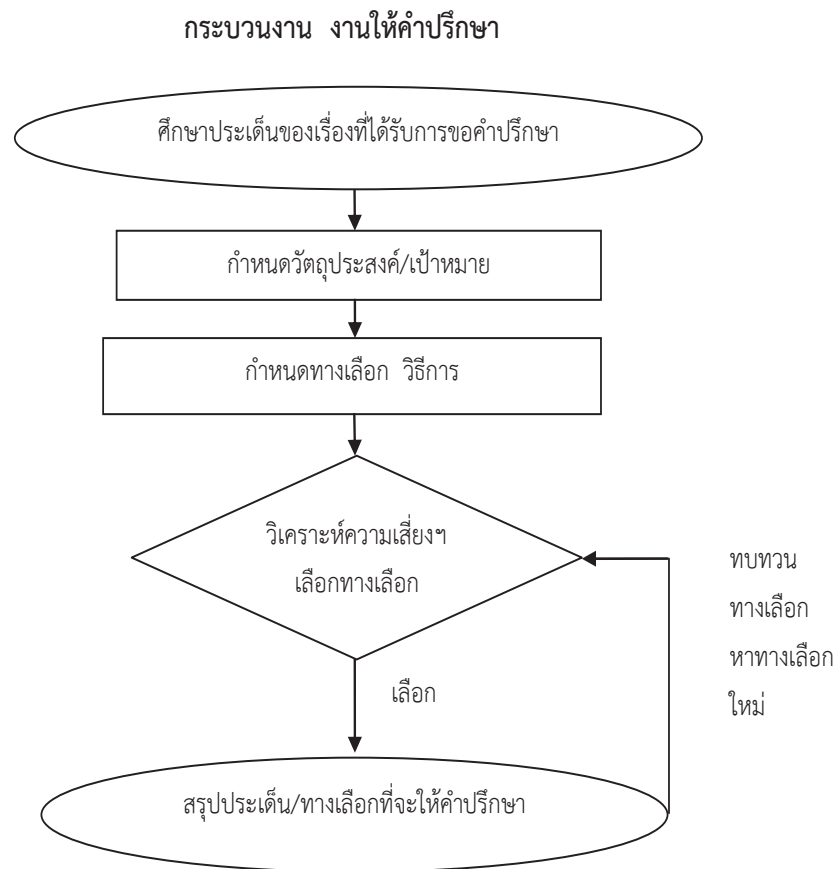 กระบวนงาน งานให้คำปรึกษา
ศึกษาประเด็นของเรื่องที่ได้รับการขอคำปรึกษา
กำหนดวัตถุประสงค์/เป้าหมาย
กำหนดทางเลือก วิธีการ
วิเคราะห์ความเสี่ยงฯ
เลือกทางเลือก
ทบทวน
ทางเลือก
หาทางเลือก
ใหม่
เลือก
สรุปประเด็น/ทางเลือกที่จะให้คำปรึกษา